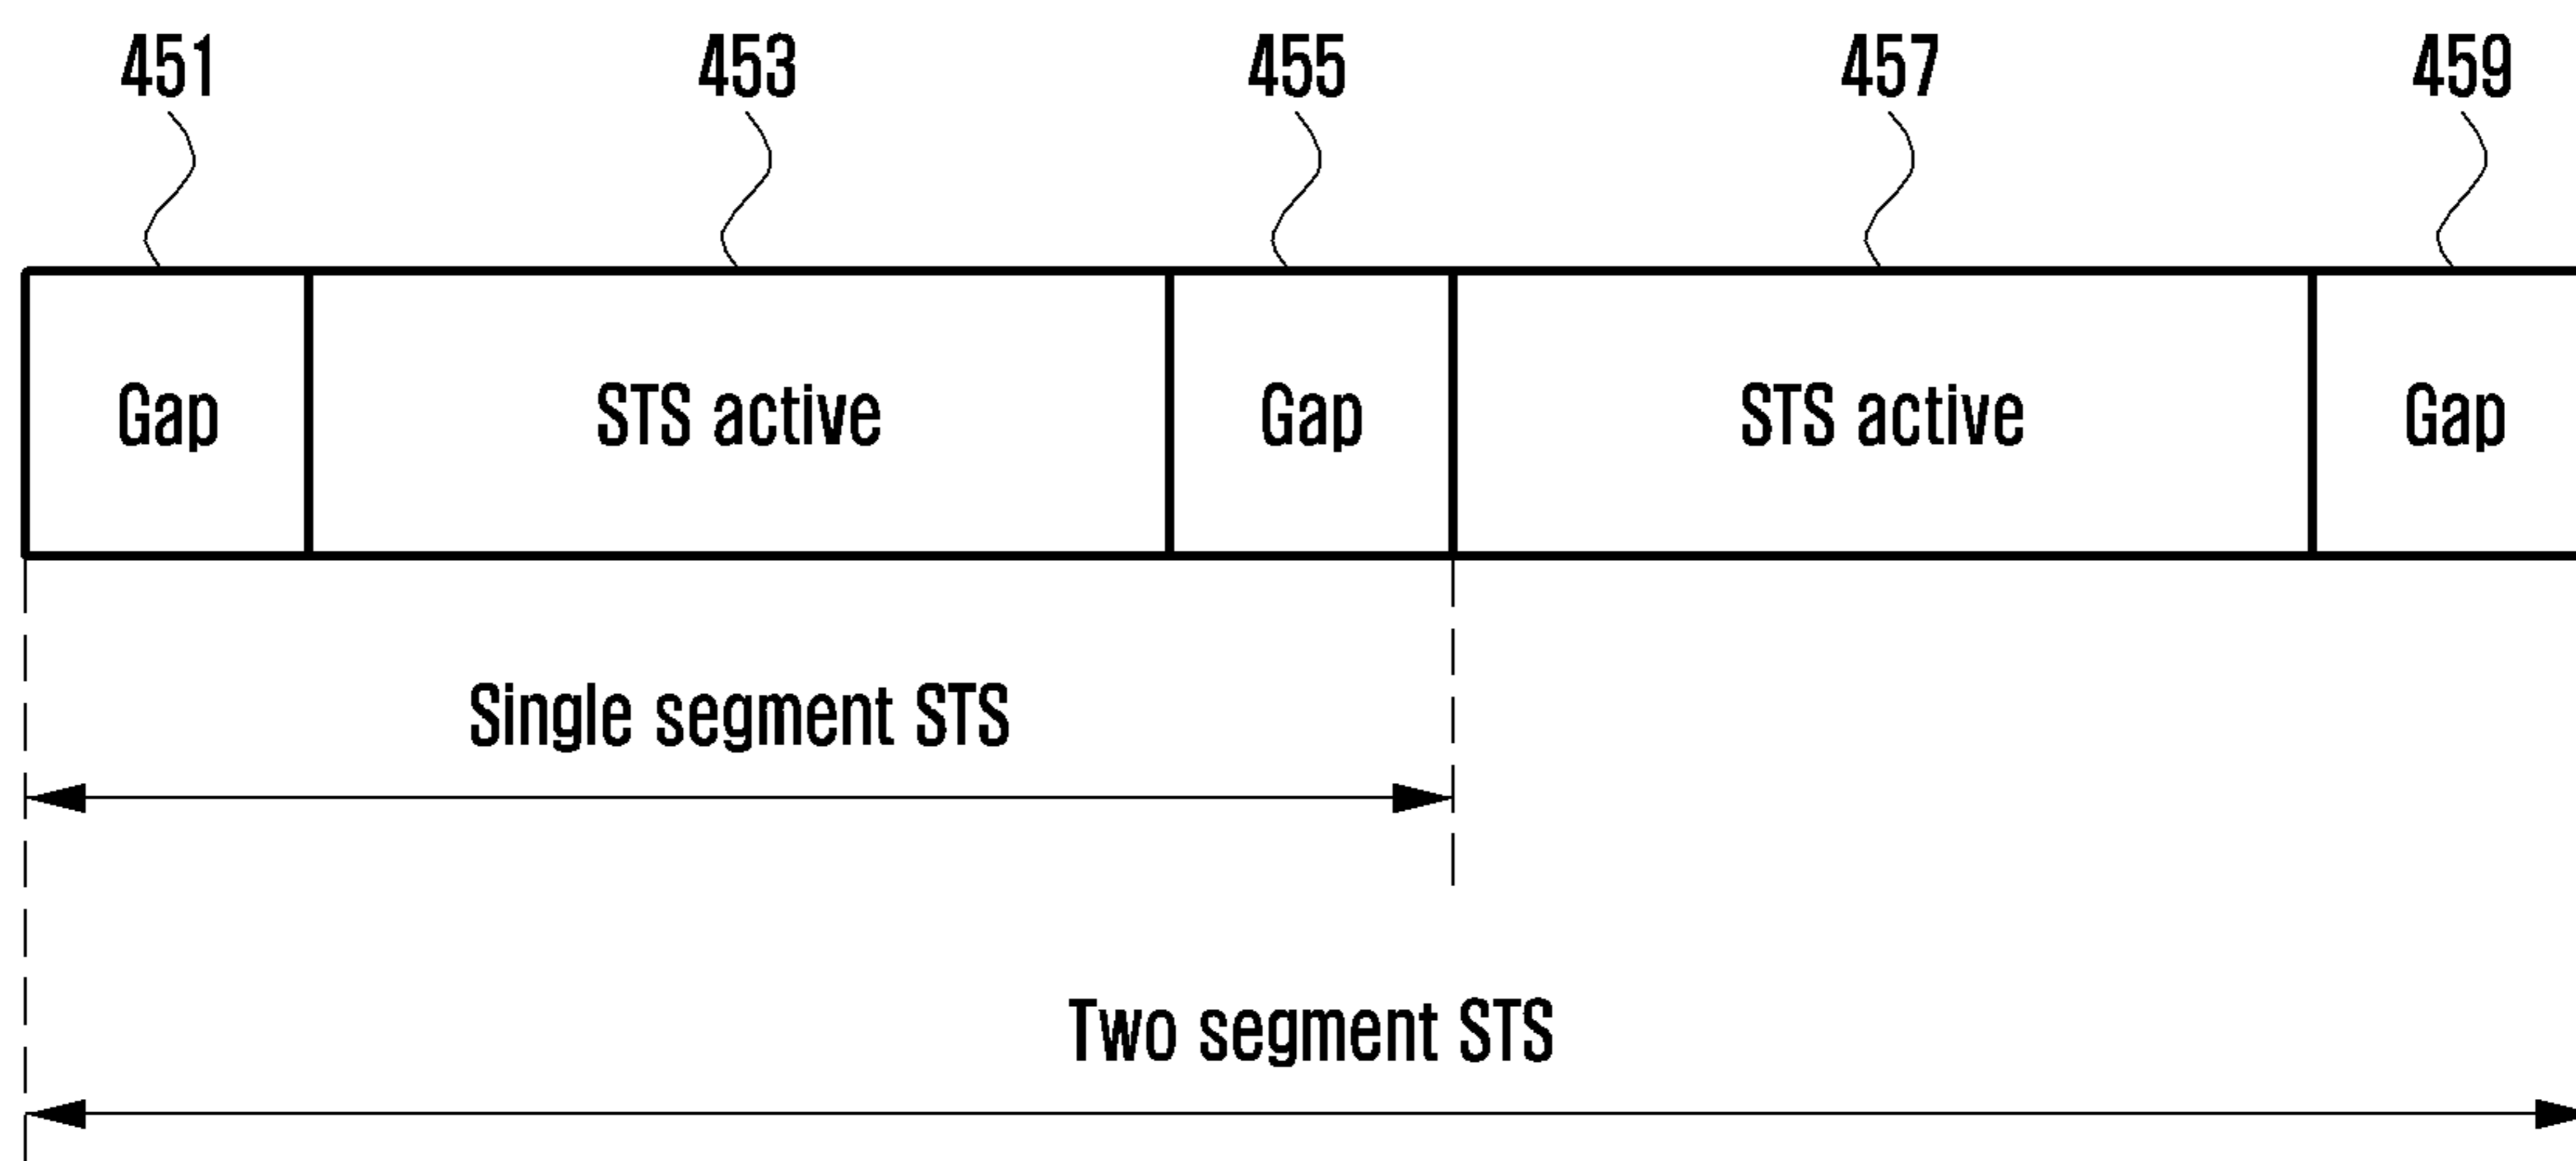 451 453 455 457 459
Gap STS active Gap STS active Gap
Single segment STS
Two segment STS